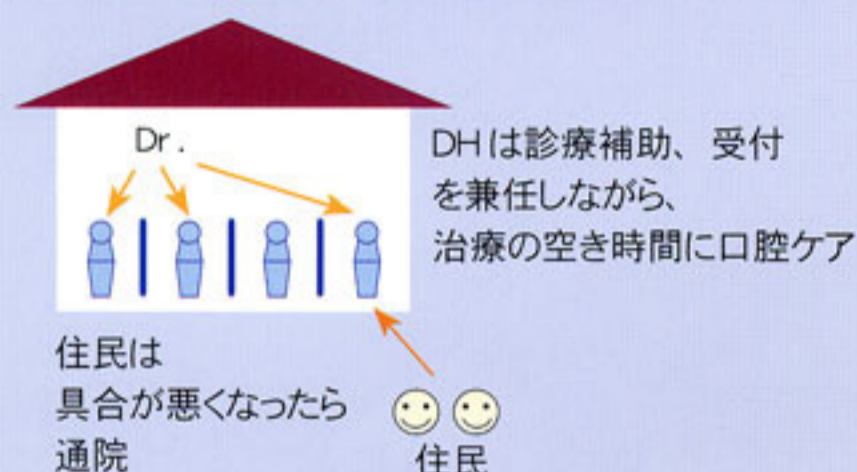 Dr.
DHは診療補助、受付
を兼任しながら、
治療の空き時間に口腔ケア
住民は
具合が悪くなったら
通院
住民